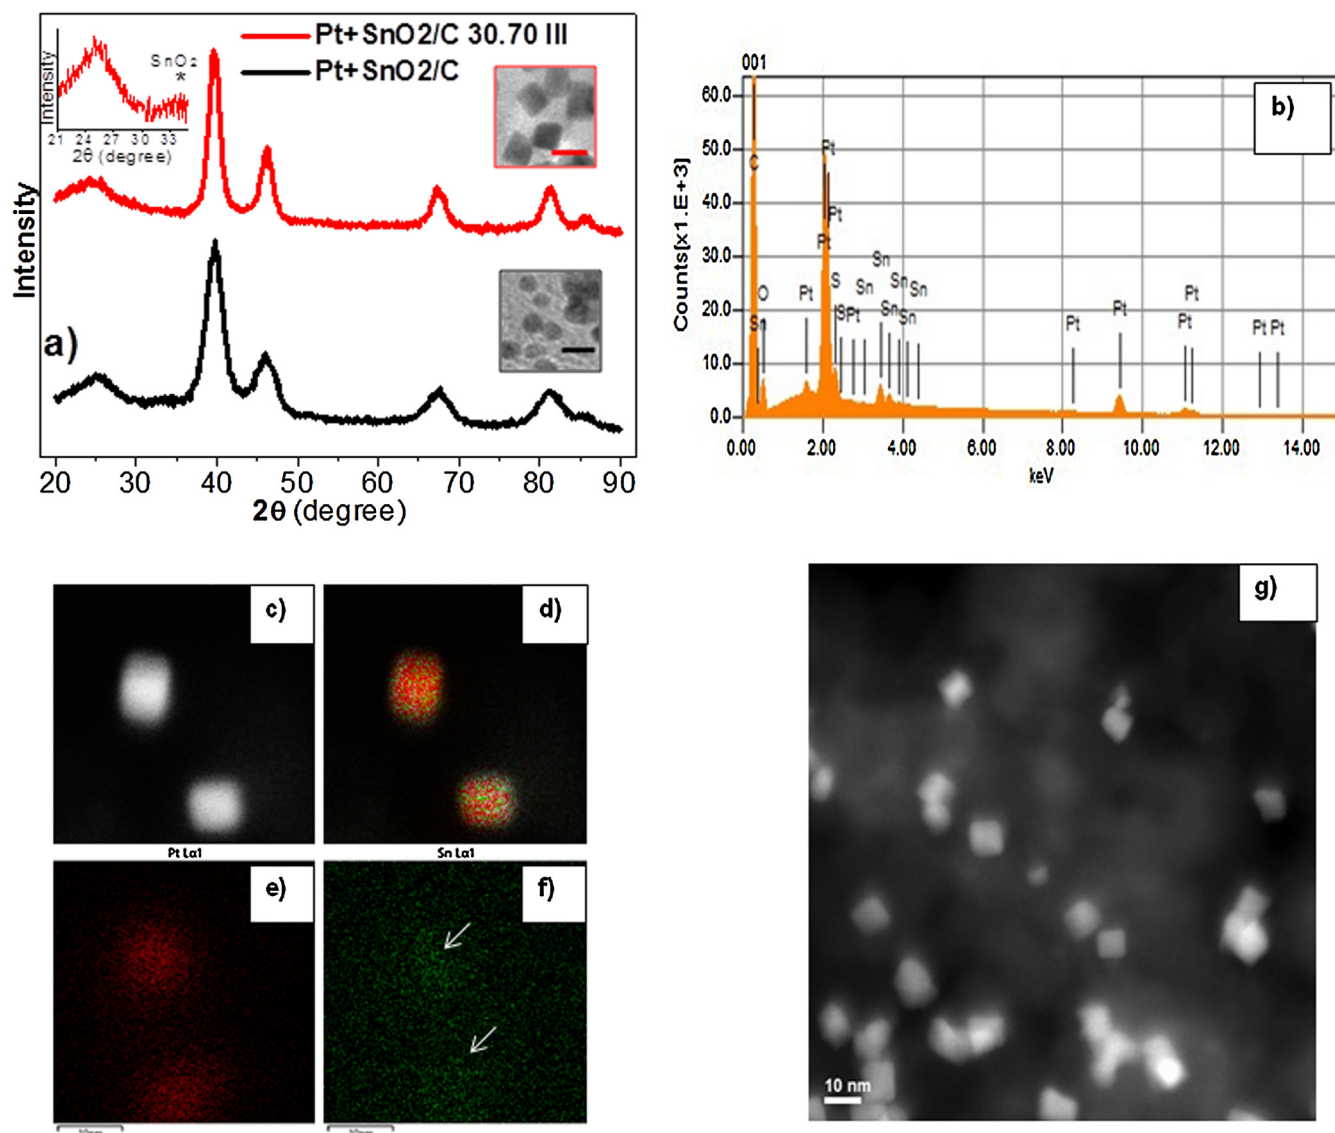 Pt+SnO2/C 30.70 III
Pt+SnO2/C
Intensity
SnO2
*
21 24 27 30 33
2θ (degree)
Intensity
a)
20 30 40 50 60 70 80 90
2θ (degree)
001
b)
60.0
50.0
40.0
30.0
20.0
10.0
0.0
Counts[x1.E+3]
C
O
Sn
Pt
Pt
Pt
Pt
S
S
Pt
Sn
Sn
Sn
Sn
Sn
Sn
Pt
Pt
Pt
Pt
Pt
Pt
0.00 2.00 4.00 6.00 8.00 10.00 12.00 14.00
keV
c)
d)
Pt Lα1
Sn Lα1
e)
f)
g)
10 nm